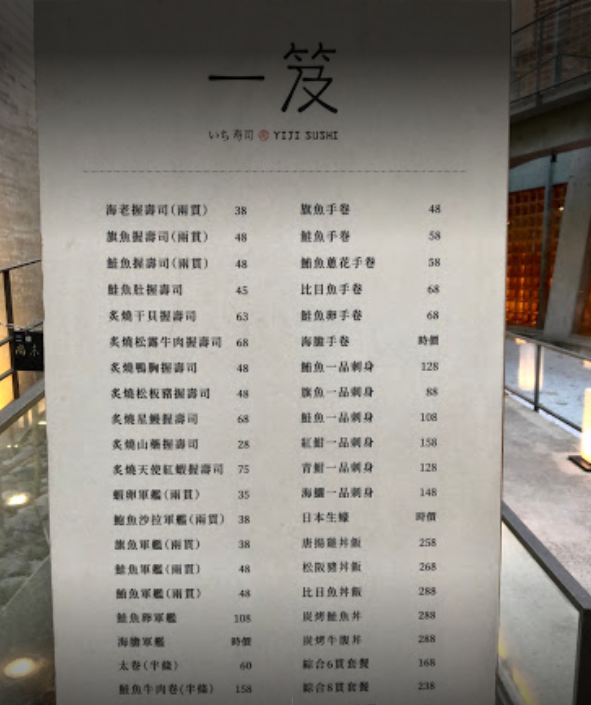 一笈
いち寿司 YIJI SUSHI
海老握壽司(兩貫) 38
旗魚握壽司(兩貫) 48
鮭魚握壽司(兩貫) 48
鮭魚肚握壽司 45
炙燒干貝握壽司 63
炙燒松露牛肉握壽司 68
炙燒鴨胸握壽司 48
炙燒松板豬握壽司 48
炙燒星鰻握壽司 68
炙燒山藥握壽司 28
炙燒天使紅蝦握壽司 75
蝦卵軍艦(兩貫) 35
鮑魚沙拉軍艦(兩貫) 38
旗魚軍艦(兩貫) 38
鮭魚軍艦(兩貫) 48
鮪魚軍艦(兩貫) 48
鮭魚卵軍艦 108
海膽軍艦 時價
太卷(半條) 60
鮭魚牛肉卷(半條) 158
旗魚手卷 48
鮭魚手卷 58
鮪魚蔥花手卷 58
比目魚手卷 68
鮭魚卵手卷 68
海膽手卷 時價
鮪魚一品刺身 128
旗魚一品刺身 88
鮭魚一品刺身 108
紅魽一品刺身 158
青魽一品刺身 128
海鱺一品刺身 148
日本生蠔 時價
唐揚雞丼飯 258
松阪豬丼飯 268
比目魚丼飯 288
炭烤鮭魚丼 288
炭烤牛腹丼 288
綜合6貫套餐 168
綜合8貫套餐 238